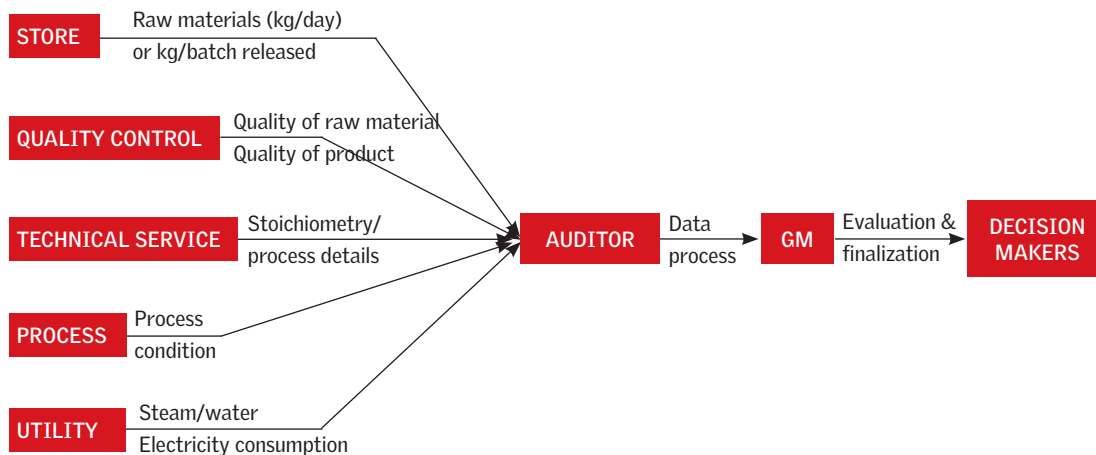 STORE
Raw materials (kg/day)
or kg/batch released
QUALITY CONTROL
Quality of raw material
Quality of product
TECHNICAL SERVICE
Stoichiometry/
process details
PROCESS
Process
condition
UTILITY
Steam/water
Electricity consumption
AUDITOR
Data
process
GM
Evaluation &
finalization
DECISION
MAKERS